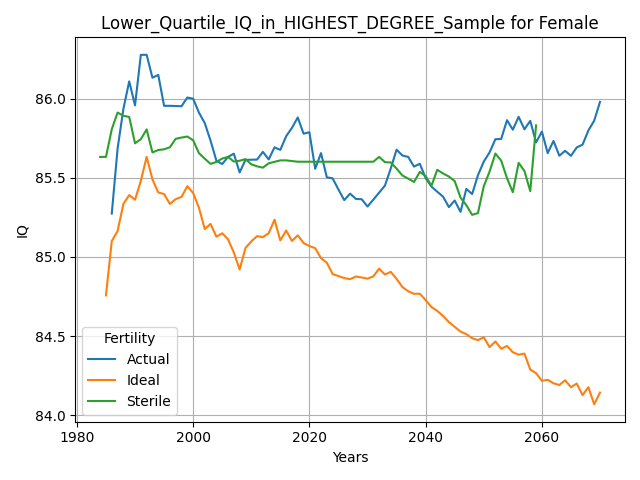 Lower_Quartile_IQ_in_HIGHEST_DEGREE_Sample for Female
IQ
86.0
85.5
85.0
84.5
84.0
Fertility
Actual
Ideal
Sterile
1980 2000 2020 2040 2060
Years